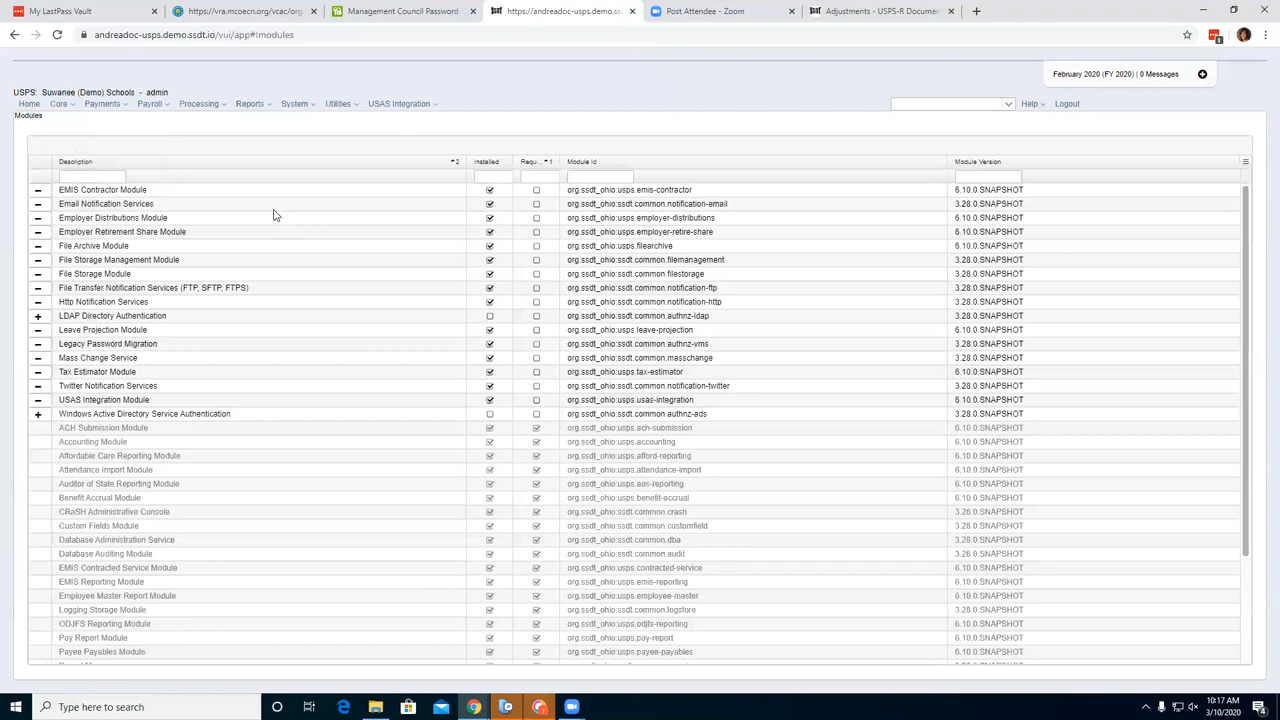 My LastPass Vault
https://vra.mcoecn.org/vcac/org
Management Council Password
https://andreadoc-usps.demo.ssdt
Post Attendee - Zoom
Adjustments - USPS-R Documen
andreadoc-usps.demo.ssdt.io/vui/app#!modules
February 2020 (FY 2020) | 0 Messages
USPS: Suwanee (Demo) Schools - admin
Home Core Payments Payroll Processing Reports System Utilities USAS Integration Help Logout
Modules
Description 2 Installed Requ... 1 Module Id Module Version
EMIS Contractor Module org.ssdt_ohio:usps.emis-contractor 6.10.0.SNAPSHOT
Email Notification Services org.ssdt_ohio:ssdt.common.notification-email 3.28.0.SNAPSHOT
Employer Distributions Module org.ssdt_ohio:usps.employer-distributions 6.10.0.SNAPSHOT
Employer Retirement Share Module org.ssdt_ohio:usps.employer-retire-share 6.10.0.SNAPSHOT
File Archive Module org.ssdt_ohio:usps.filearchive 6.10.0.SNAPSHOT
File Storage Management Module org.ssdt_ohio:ssdt.common.filemanagement 3.28.0.SNAPSHOT
File Storage Module org.ssdt_ohio:ssdt.common.filestorage 3.28.0.SNAPSHOT
File Transfer Notification Services (FTP, SFTP, FTPS) org.ssdt_ohio:ssdt.common.notification-ftp 3.28.0.SNAPSHOT
Http Notification Services org.ssdt_ohio:ssdt.common.notification-http 3.28.0.SNAPSHOT
LDAP Directory Authentication org.ssdt_ohio:ssdt.common.authnz-ldap 3.28.0.SNAPSHOT
Leave Projection Module org.ssdt_ohio:usps.leave-projection 6.10.0.SNAPSHOT
Legacy Password Migration org.ssdt_ohio:ssdt.common.authnz-vms 3.28.0.SNAPSHOT
Mass Change Service org.ssdt_ohio:ssdt.common.masschange 3.28.0.SNAPSHOT
Tax Estimator Module org.ssdt_ohio:usps.tax-estimator 6.10.0.SNAPSHOT
Twitter Notification Services org.ssdt_ohio:ssdt.common.notification-twitter 3.28.0.SNAPSHOT
USAS Integration Module org.ssdt_ohio:usps.usas-integration 6.10.0.SNAPSHOT
Windows Active Directory Service Authentication org.ssdt_ohio:ssdt.common.authnz-ads 3.28.0.SNAPSHOT
ACH Submission Module org.ssdt_ohio:usps.ach-submission 6.10.0.SNAPSHOT
Accounting Module org.ssdt_ohio:usps.accounting 6.10.0.SNAPSHOT
Affordable Care Reporting Module org.ssdt_ohio:usps.afford-reporting 6.10.0.SNAPSHOT
Attendance Import Module org.ssdt_ohio:usps.attendance-import 6.10.0.SNAPSHOT
Auditor of State Reporting Module org.ssdt_ohio:usps.aos-reporting 6.10.0.SNAPSHOT
Benefit Accrual Module org.ssdt_ohio:usps.benefit-accrual 6.10.0.SNAPSHOT
CRaSH Administrative Console org.ssdt_ohio:ssdt.common.crash 3.28.0.SNAPSHOT
Custom Fields Module org.ssdt_ohio:ssdt.common.customfield 3.28.0.SNAPSHOT
Database Administration Service org.ssdt_ohio:ssdt.common.dba 3.28.0.SNAPSHOT
Database Auditing Module org.ssdt_ohio:ssdt.common.audit 3.28.0.SNAPSHOT
EMIS Contracted Service Module org.ssdt_ohio:usps.contracted-service 6.10.0.SNAPSHOT
EMIS Reporting Module org.ssdt_ohio:usps.emis-reporting 6.10.0.SNAPSHOT
Employee Master Report Module org.ssdt_ohio:usps.employee-master 6.10.0.SNAPSHOT
Logging Storage Module org.ssdt_ohio:ssdt.common.logstore 3.28.0.SNAPSHOT
ODJFS Reporting Module org.ssdt_ohio:usps.odjfs-reporting 6.10.0.SNAPSHOT
Pay Report Module org.ssdt_ohio:usps.pay-report 6.10.0.SNAPSHOT
Payee Payables Module org.ssdt_ohio:usps.payee-payables 6.10.0.SNAPSHOT
Type here to search
10:17 AM
3/10/2020
4